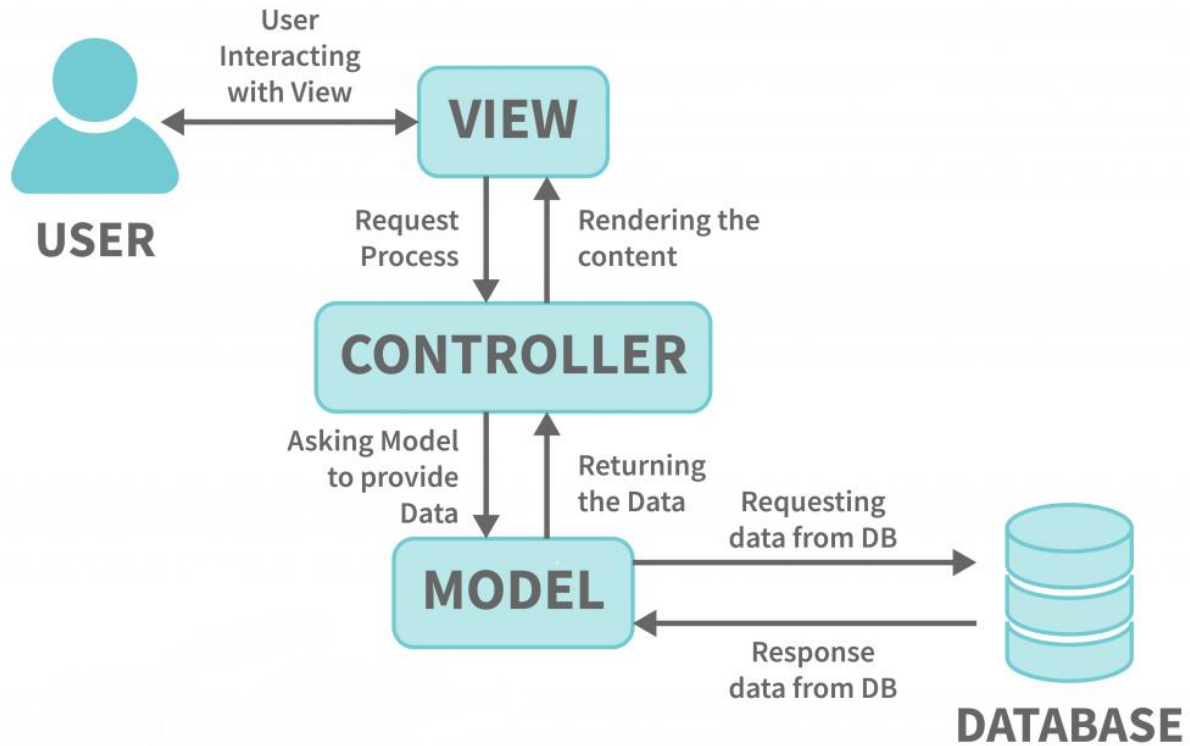 User
Interacting
with View
VIEW
USER
Request
Process
Rendering the
content
CONTROLLER
Asking Model
to provide
Data
Returning
the Data
Requesting
data from DB
MODEL
Response
data from DB
DATABASE